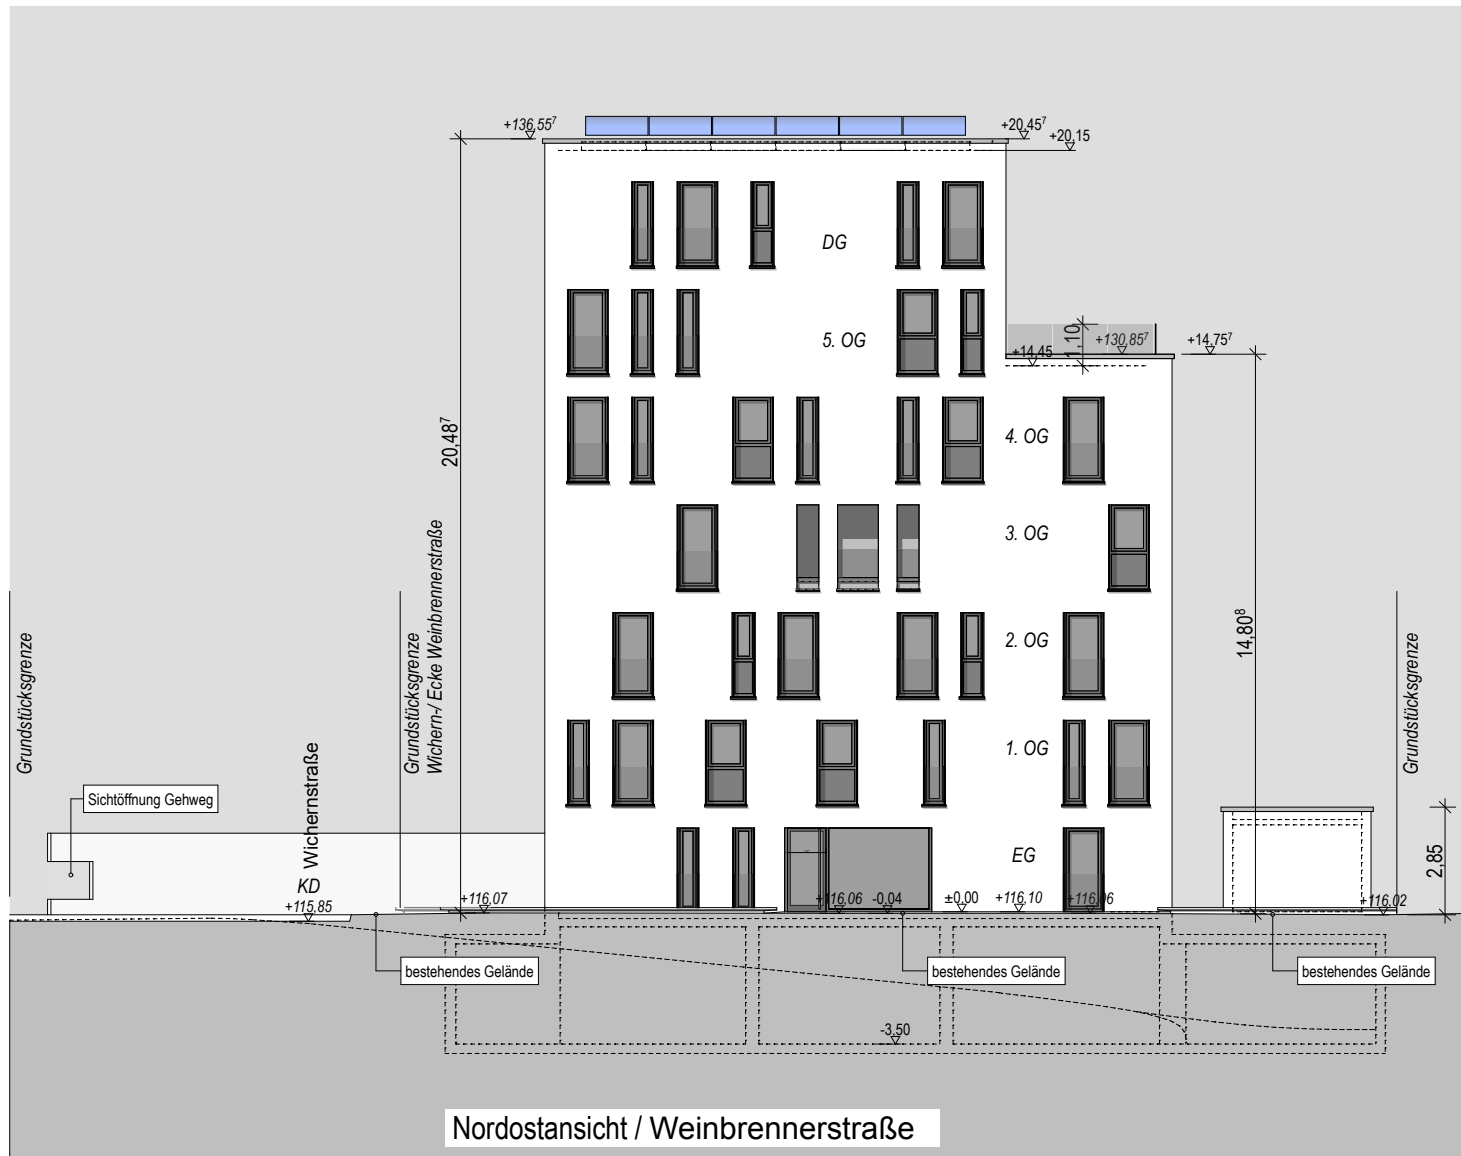 +136,55⁷
+20,45⁷
+20,15
DG
5. OG
1,10
+130,85⁷
+14,75⁷
+14,45
4. OG
20,48⁷
3. OG
Grundstücksgrenze
Grundstücksgrenze
Wichern-/ Ecke Weinbrennerstraße
2. OG
14,80⁸
Grundstücksgrenze
1. OG
Sichtöffnung Gehweg
Wichernstraße
EG
2,85
KD
+115,85
+116,07
+116,06
-0,04
±0,00
+116,10
+116,06
+116,02
bestehendes Gelände
bestehendes Gelände
bestehendes Gelände
-3,50
Nordostansicht / Weinbrennerstraße